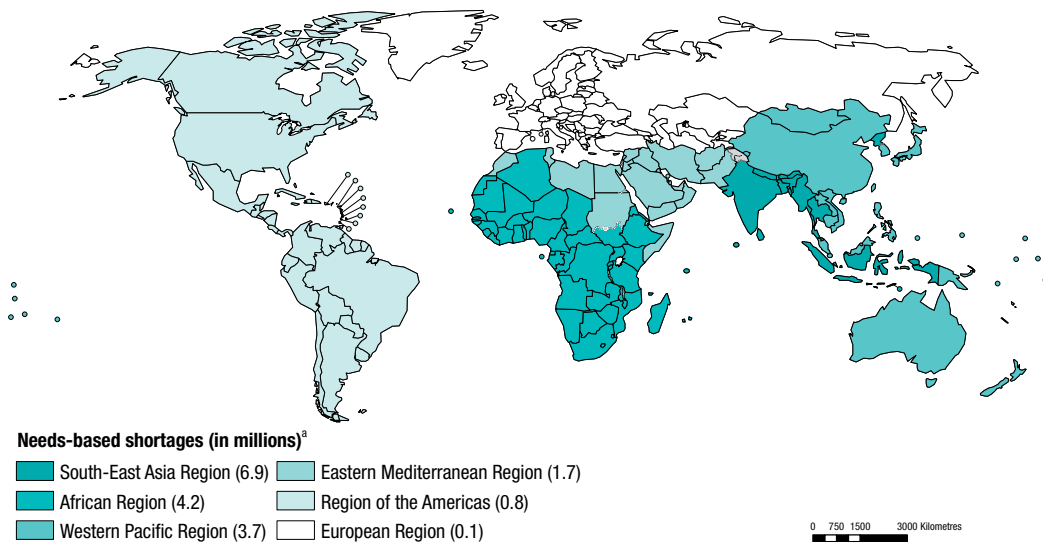 Needs-based shortages (in millions)a
South-East Asia Region (6.9)
African Region (4.2)
Western Pacific Region (3.7)
Eastern Mediterranean Region (1.7)
Region of the Americas (0.8)
European Region (0.1)
0 750 1500 3000 Kilometres